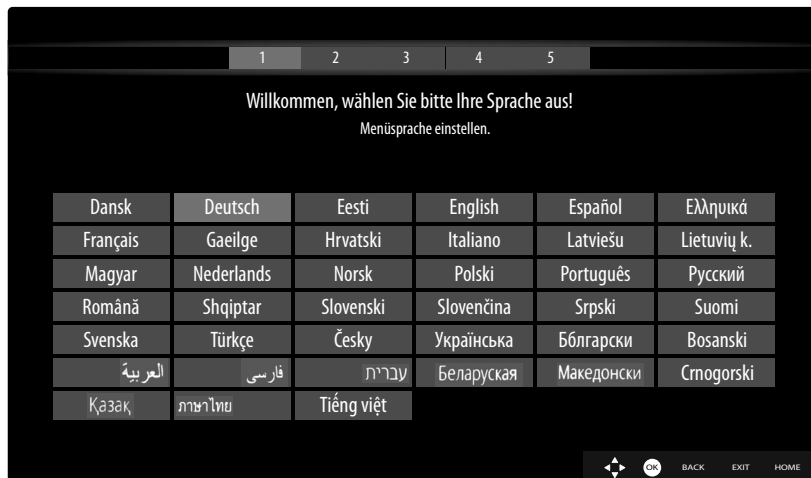 1 2 3 4 5
Willkommen, wählen Sie bitte Ihre Sprache aus!
Menüsprache einstellen.
Dansk Deutsch Eesti English Español Ελληυικά
Français Gaeilge Hrvatski Italiano Latviešu Lietuvių k.
Magyar Nederlands Norsk Polski Português Русский
Română Shqiptar Slovenski Slovenčina Srpski Suomi
Svenska Türkçe Česky Українська Бблгарски Bosanski
العربية فارسی עברית Беларуская Македонски Crnogorski
Қазақ ภาษาไทย Tiếng việt
OK BACK EXIT HOME